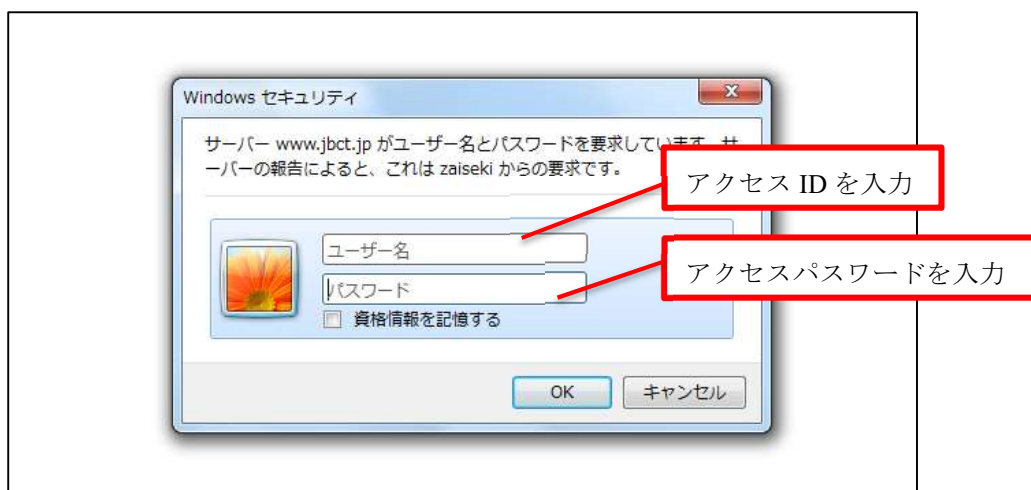 Windows セキュリティ
サーバー www.jbct.jp がユーザー名とパスワードを要求しています。サ
ーバーの報告によると、これは zaiseki からの要求です。
アクセス ID を入力
ユーザー名
アクセスパスワードを入力
パスワード
資格情報を記憶する
OK
キャンセル